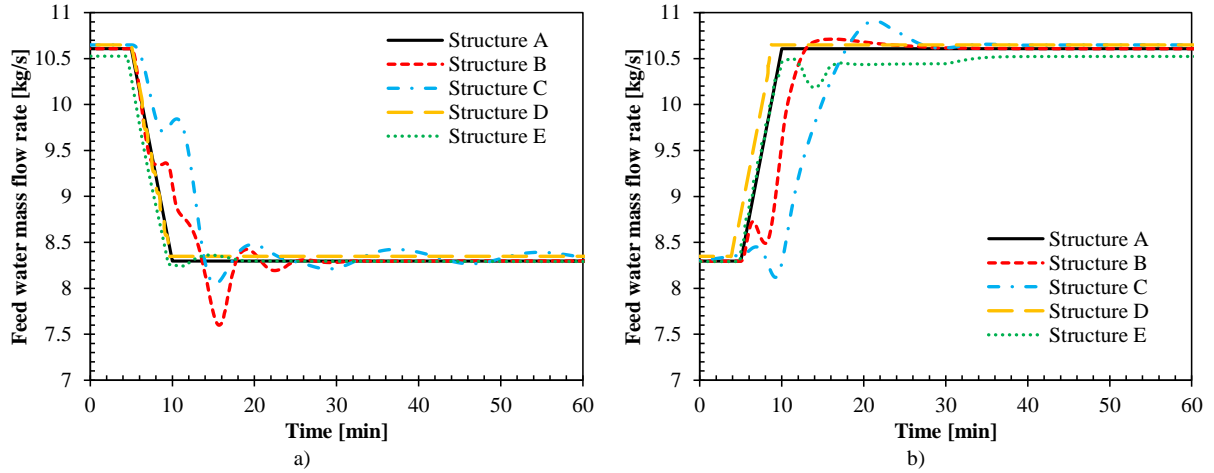 Feed water mass flow rate [kg/s]
11
10.5
10
9.5
9
8.5
8
7.5
7
0 10 20 30 40 50 60
Time [min]
Structure A
Structure B
Structure C
Structure D
Structure E
a)
Feed water mass flow rate [kg/s]
11
10.5
10
9.5
9
8.5
8
7.5
7
0 10 20 30 40 50 60
Time [min]
Structure A
Structure B
Structure C
Structure D
Structure E
b)